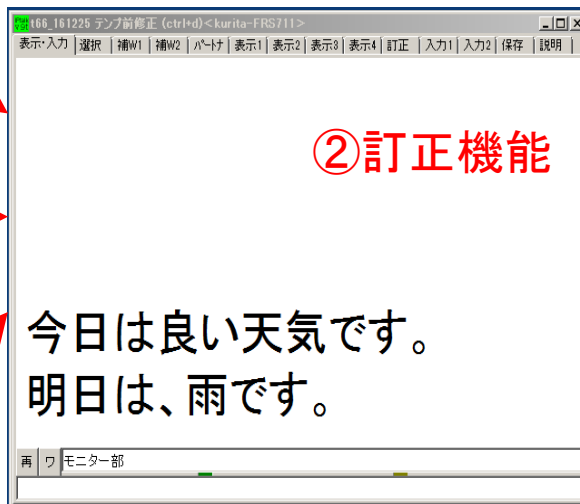 t66_161225 テンプ前修正 (ctrl+d)<kurita-FRS711>
表示・入力 選択 補W1 補W2 パートナ 表示1 表示2 表示3 表示4 訂正 入力1 入力2 保存 説明
②訂正機能
今日は良い天気です。
明日は、雨です。
再 ワ モニター部